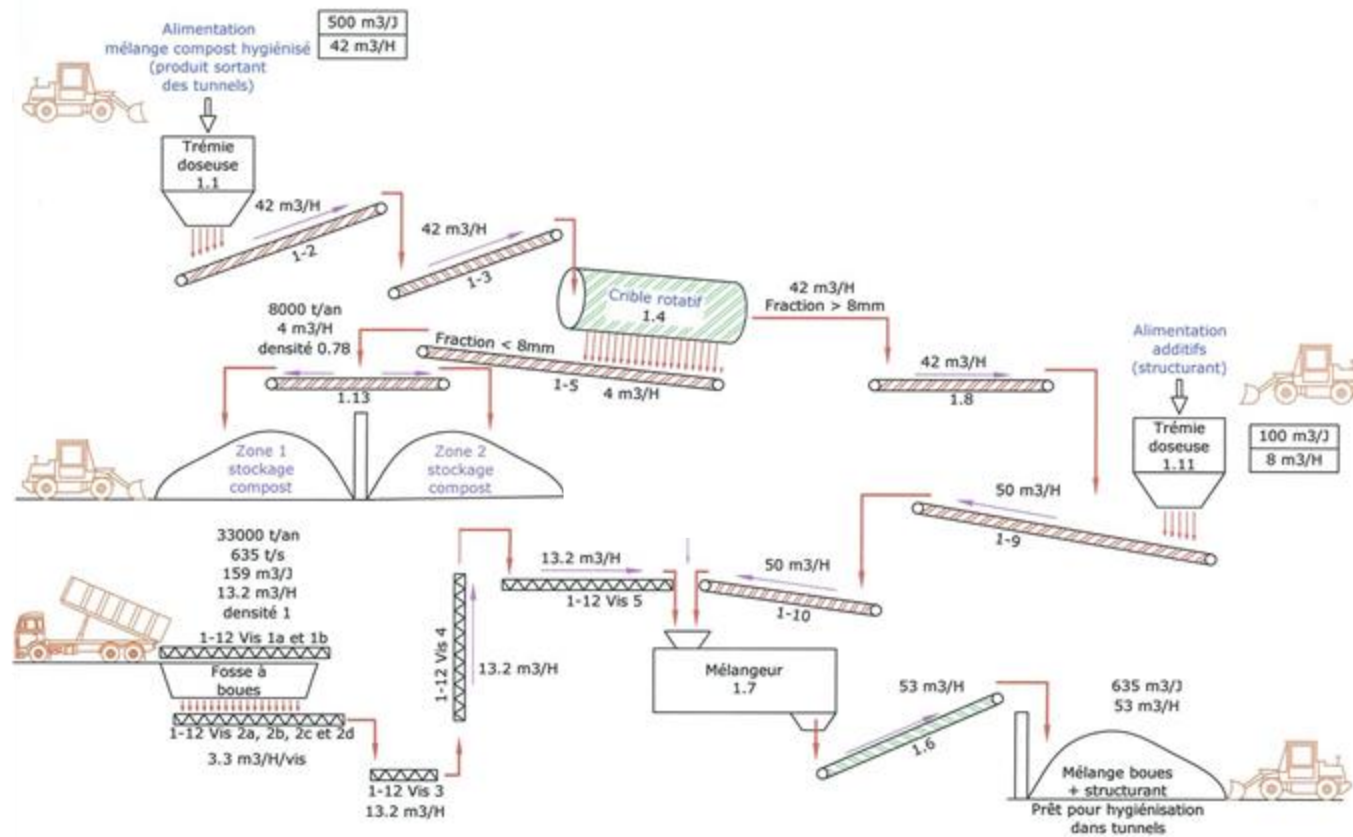 Alimentation
mélange compost hygiénisé
(produit sortant
des tunnels)
500 m3/J
42 m3/H
Trémie
doseuse
1.1
42 m3/H
1-2
42 m3/H
1-3
Crible rotatif
1.4
42 m3/H
Fraction > 8mm
8000 t/an
4 m3/H
densité 0.78
Fraction < 8mm
1-5
4 m3/H
1.13
42 m3/H
1.8
Alimentation
additifs
(structurant)
Trémie
doseuse
1.11
100 m3/J
8 m3/H
Zone 1
stockage
compost
Zone 2
stockage
compost
50 m3/H
1-9
33000 t/an
635 t/s
159 m3/J
13.2 m3/H
densité 1
1-12 Vis 1a et 1b
Fosse à
boues
1-12 Vis 2a, 2b, 2c et 2d
3.3 m3/H/vis
1-12 Vis 3
13.2 m3/H
1-12 Vis 4
13.2 m3/H
13.2 m3/H
1-12 Vis 5
50 m3/H
1-10
Mélangeur
1.7
53 m3/H
1.6
635 m3/J
53 m3/H
Mélange boues
+ structurant
Prêt pour hygiénisation
dans tunnels